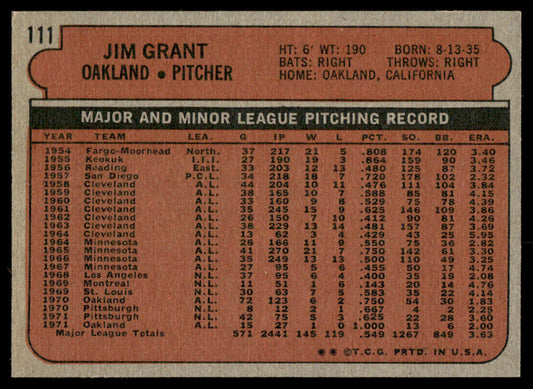 111
JIM GRANT
OAKLAND • PITCHER
HT: 6' WT: 190 BORN: 8-13-35
BATS: RIGHT THROWS: RIGHT
HOME: OAKLAND, CALIFORNIA
MAJOR AND MINOR LEAGUE PITCHING RECORD
YEAR TEAM LEA. G IP W L PCT. SO. BB. ERA.
1954 Fargo-Moorhead North. 37 217 21 5 .808 174 120 3.40
1955 Keokuk I.I.I. 27 190 19 3 .864 159 90 3.46
1956 Reading East. 33 203 12 13 .480 125 87 3.72
1957 San Diego P.C.L. 34 218 18 7 .720 178 102 2.32
1958 Cleveland A.L. 44 204 10 11 .476 111 104 3.84
1959 Cleveland A.L. 38 165 10 7 .588 85 81 4.15
1960 Cleveland A.L. 33 160 9 8 .529 75 78 4.39
1961 Cleveland A.L. 35 245 15 9 .625 146 109 3.86
1962 Cleveland A.L. 26 150 7 10 .412 90 81 4.26
1963 Cleveland A.L. 38 229 13 14 .481 157 87 3.69
1964 Cleveland A.L. 13 62 3 4 .429 43 25 5.95
1964 Minnesota A.L. 26 166 11 9 .550 75 36 2.82
1965 Minnesota A.L. 41 270 21 7 .750 142 61 3.30
1966 Minnesota A.L. 35 249 13 13 .500 110 49 3.25
1967 Minnesota A.L. 27 95 5 6 .455 50 17 4.74
1968 Los Angeles N.L. 37 95 6 4 .600 35 19 2.08
1969 Montreal N.L. 11 51 1 6 .143 20 14 4.76
1969 St. Louis N.L. 30 63 7 5 .583 35 22 4.14
1970 Oakland A.L. 72 123 6 2 .750 54 30 1.83
1970 Pittsburgh N.L. 8 12 2 1 .667 4 2 2.25
1971 Pittsburgh N.L. 42 75 5 3 .625 22 28 3.60
1971 Oakland A.L. 15 27 1 0 1.000 13 6 2.00
Major League Totals 571 2441 145 119 .549 1267 849 3.63
** © T.C.G. PRTD. IN U.S.A.